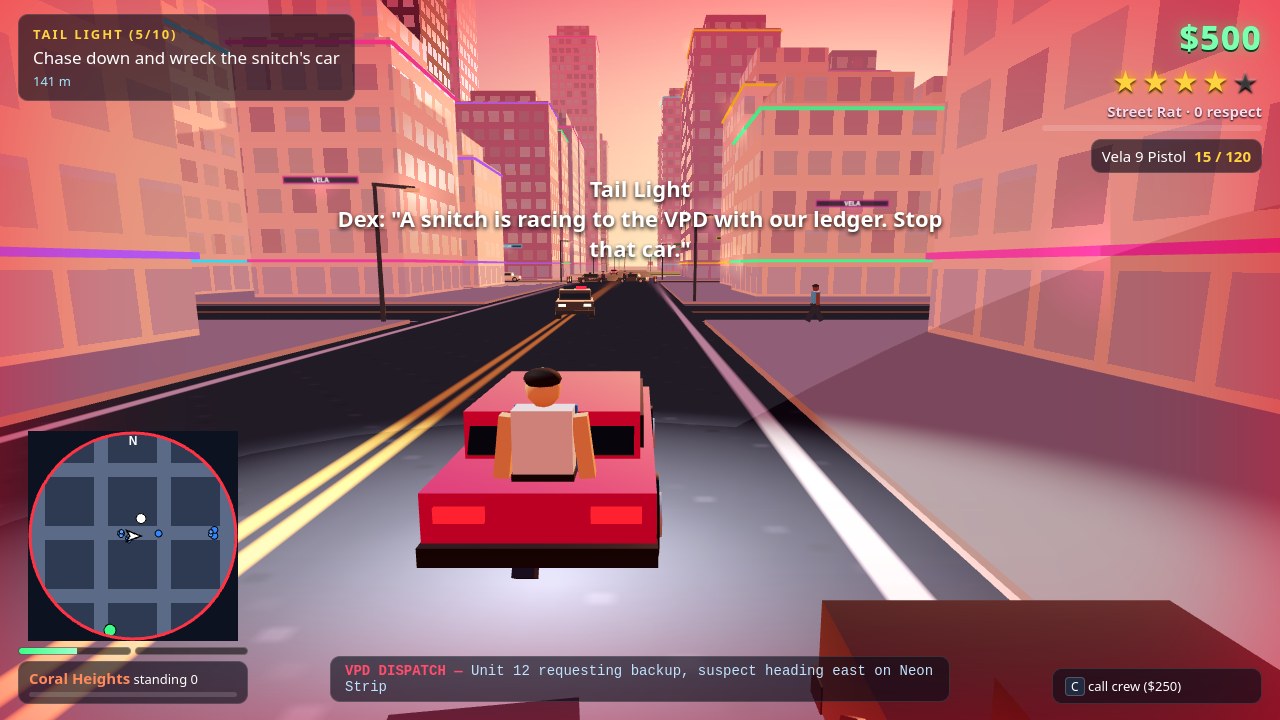 TAIL LIGHT (5/10)
Chase down and wreck the snitch's car
141 m
$500
Street Rat · 0 respect
Vela 9 Pistol 15 / 120
VELA
VELA
Tail Light
Dex: "A snitch is racing to the VPD with our ledger. Stop
that car."
N
Coral Heights standing 0
VPD DISPATCH — Unit 12 requesting backup, suspect heading east on Neon
Strip
C call crew ($250)